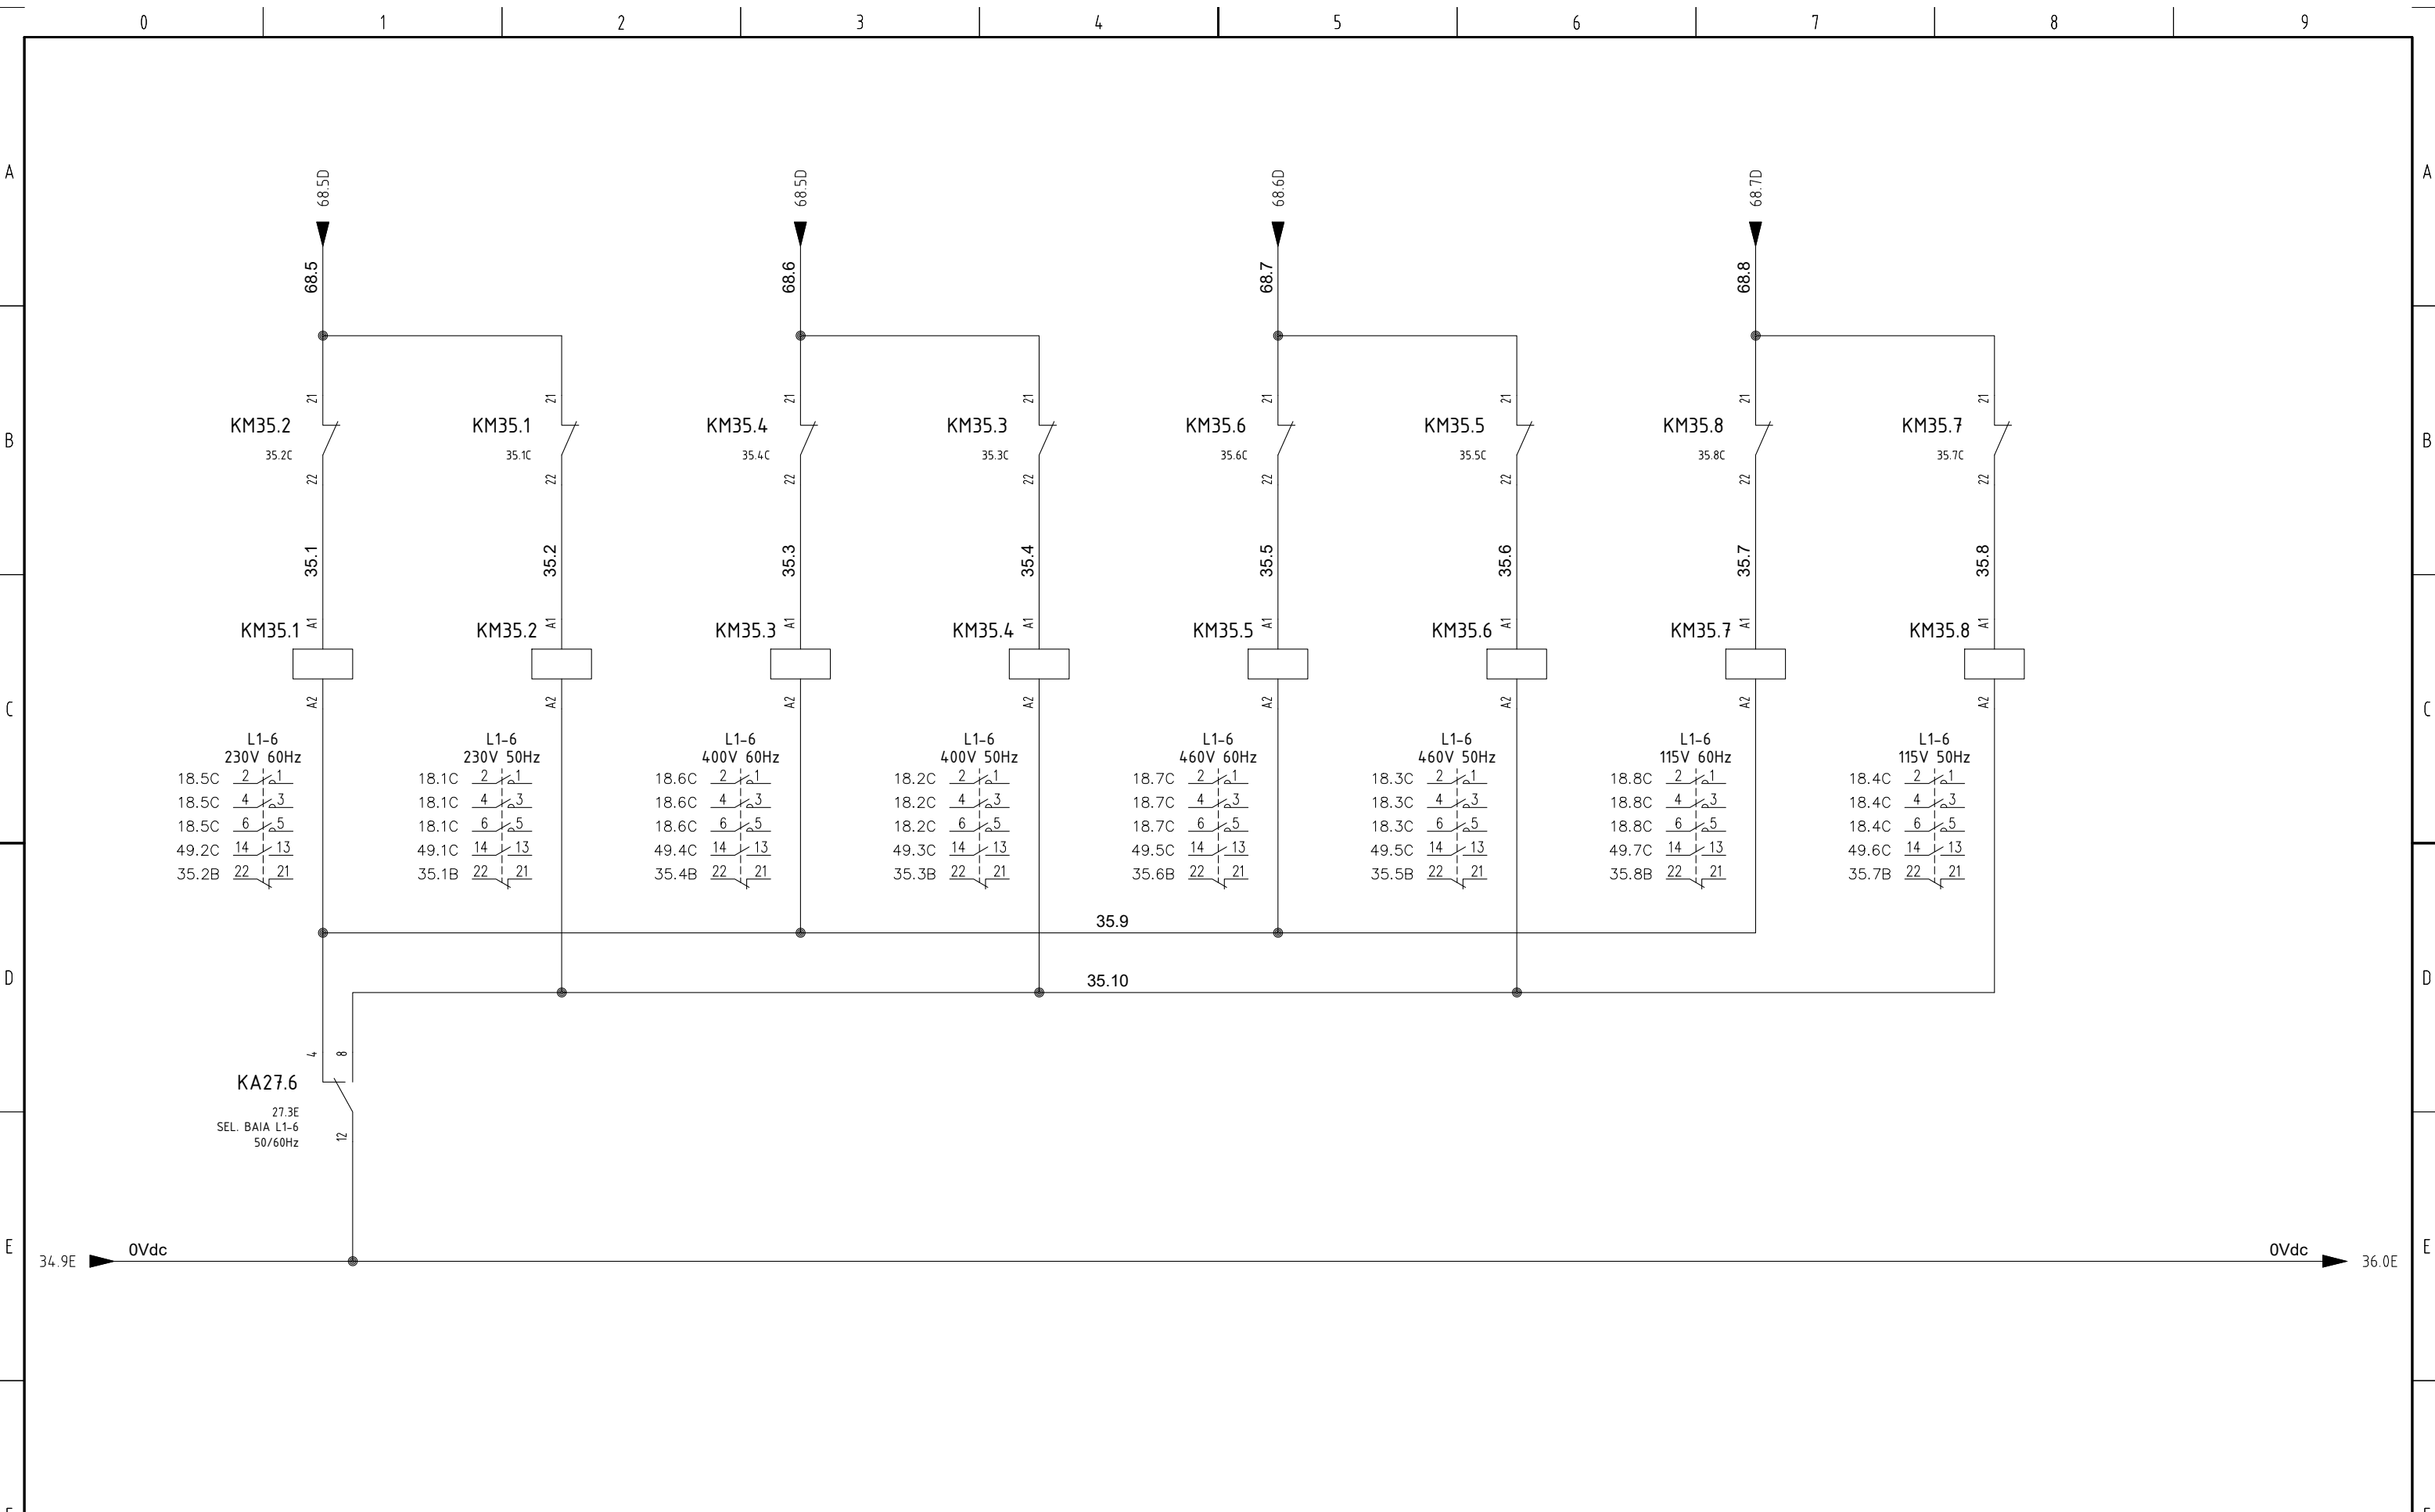 0 1 2 3 4 5 6 7 8 9
A A
68.5D 68.5D 68.6D 68.7D
68.5 68.6 68.7 68.8
21 21 21 21 21 21 21 21
B KM35.2 KM35.1 KM35.4 KM35.3 KM35.6 KM35.5 KM35.8 KM35.7 B
35.2C 35.1C 35.4C 35.3C 35.6C 35.5C 35.8C 35.7C
22 22 22 22 22 22 22 22
35.1 35.2 35.3 35.4 35.5 35.6 35.7 35.8
A1 A1 A1 A1 A1 A1 A1 A1
KM35.1 KM35.2 KM35.3 KM35.4 KM35.5 KM35.6 KM35.7 KM35.8
C A2 A2 A2 A2 A2 A2 A2 A2 C
L1-6 L1-6 L1-6 L1-6 L1-6 L1-6 L1-6 L1-6
230V 60Hz 230V 50Hz 400V 60Hz 400V 50Hz 460V 60Hz 460V 50Hz 115V 60Hz 115V 50Hz
18.5C 2 1 18.1C 2 1 18.6C 2 1 18.2C 2 1 18.7C 2 1 18.3C 2 1 18.8C 2 1 18.4C 2 1
18.5C 4 3 18.1C 4 3 18.6C 4 3 18.2C 4 3 18.7C 4 3 18.3C 4 3 18.8C 4 3 18.4C 4 3
18.5C 6 5 18.1C 6 5 18.6C 6 5 18.2C 6 5 18.7C 6 5 18.3C 6 5 18.8C 6 5 18.4C 6 5
49.2C 14 13 49.1C 14 13 49.4C 14 13 49.3C 14 13 49.5C 14 13 49.5C 14 13 49.7C 14 13 49.6C 14 13
35.2B 22 21 35.1B 22 21 35.4B 22 21 35.3B 22 21 35.6B 22 21 35.5B 22 21 35.8B 22 21 35.7B 22 21
35.9
D 35.10 D
4 8
KA27.6
27.3E
SEL. BAIA L1-6
50/60Hz
12
E 0Vdc 0Vdc E
34.9E 36.0E